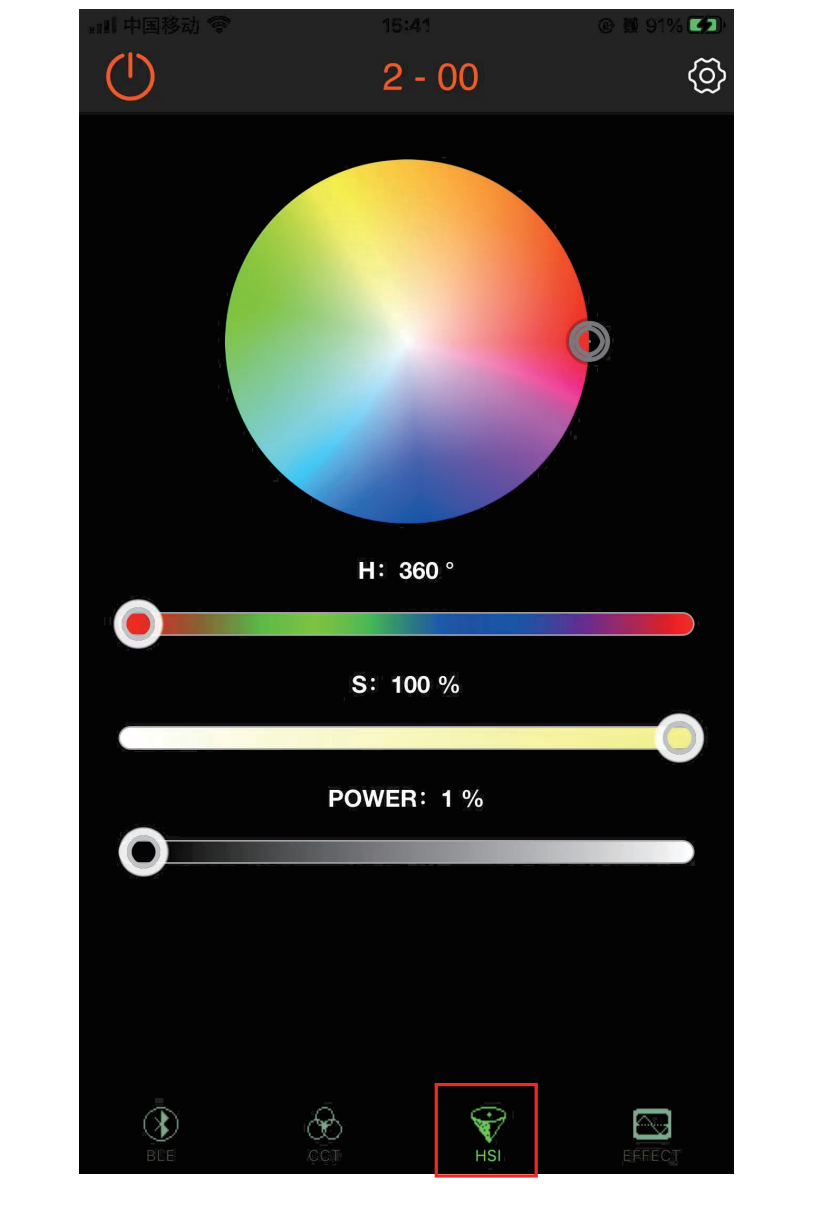 中国移动 15:41 91%
2 - 00
H: 360 °
S: 100 %
POWER: 1 %
BLE CCT HSI EFFECT